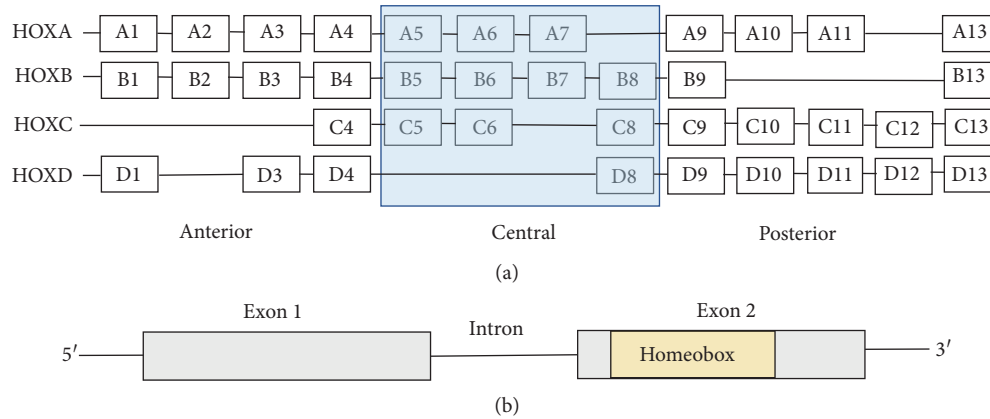 HOXA A1 A2 A3 A4 A5 A6 A7 A9 A10 A11 A13
HOXB B1 B2 B3 B4 B5 B6 B7 B8 B9 B13
HOXC C4 C5 C6 C8 C9 C10 C11 C12 C13
HOXD D1 D3 D4 D8 D9 D10 D11 D12 D13
Anterior Central Posterior
(a)
Exon 1 Exon 2
Intron
5′ Homeobox 3′
(b)